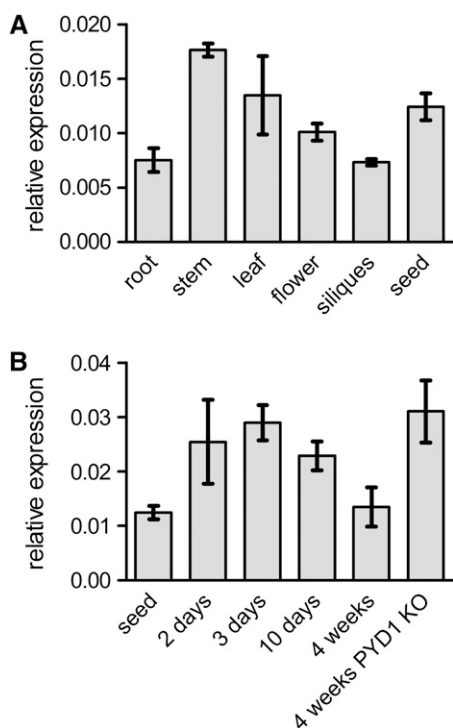 A
relative expression
0.020
0.015
0.010
0.005
0.000
root
stem
leaf
flower
siliques
seed
B
relative expression
0.04
0.03
0.02
0.01
0.00
seed
2 days
3 days
10 days
4 weeks
4 weeks PYD1 KO